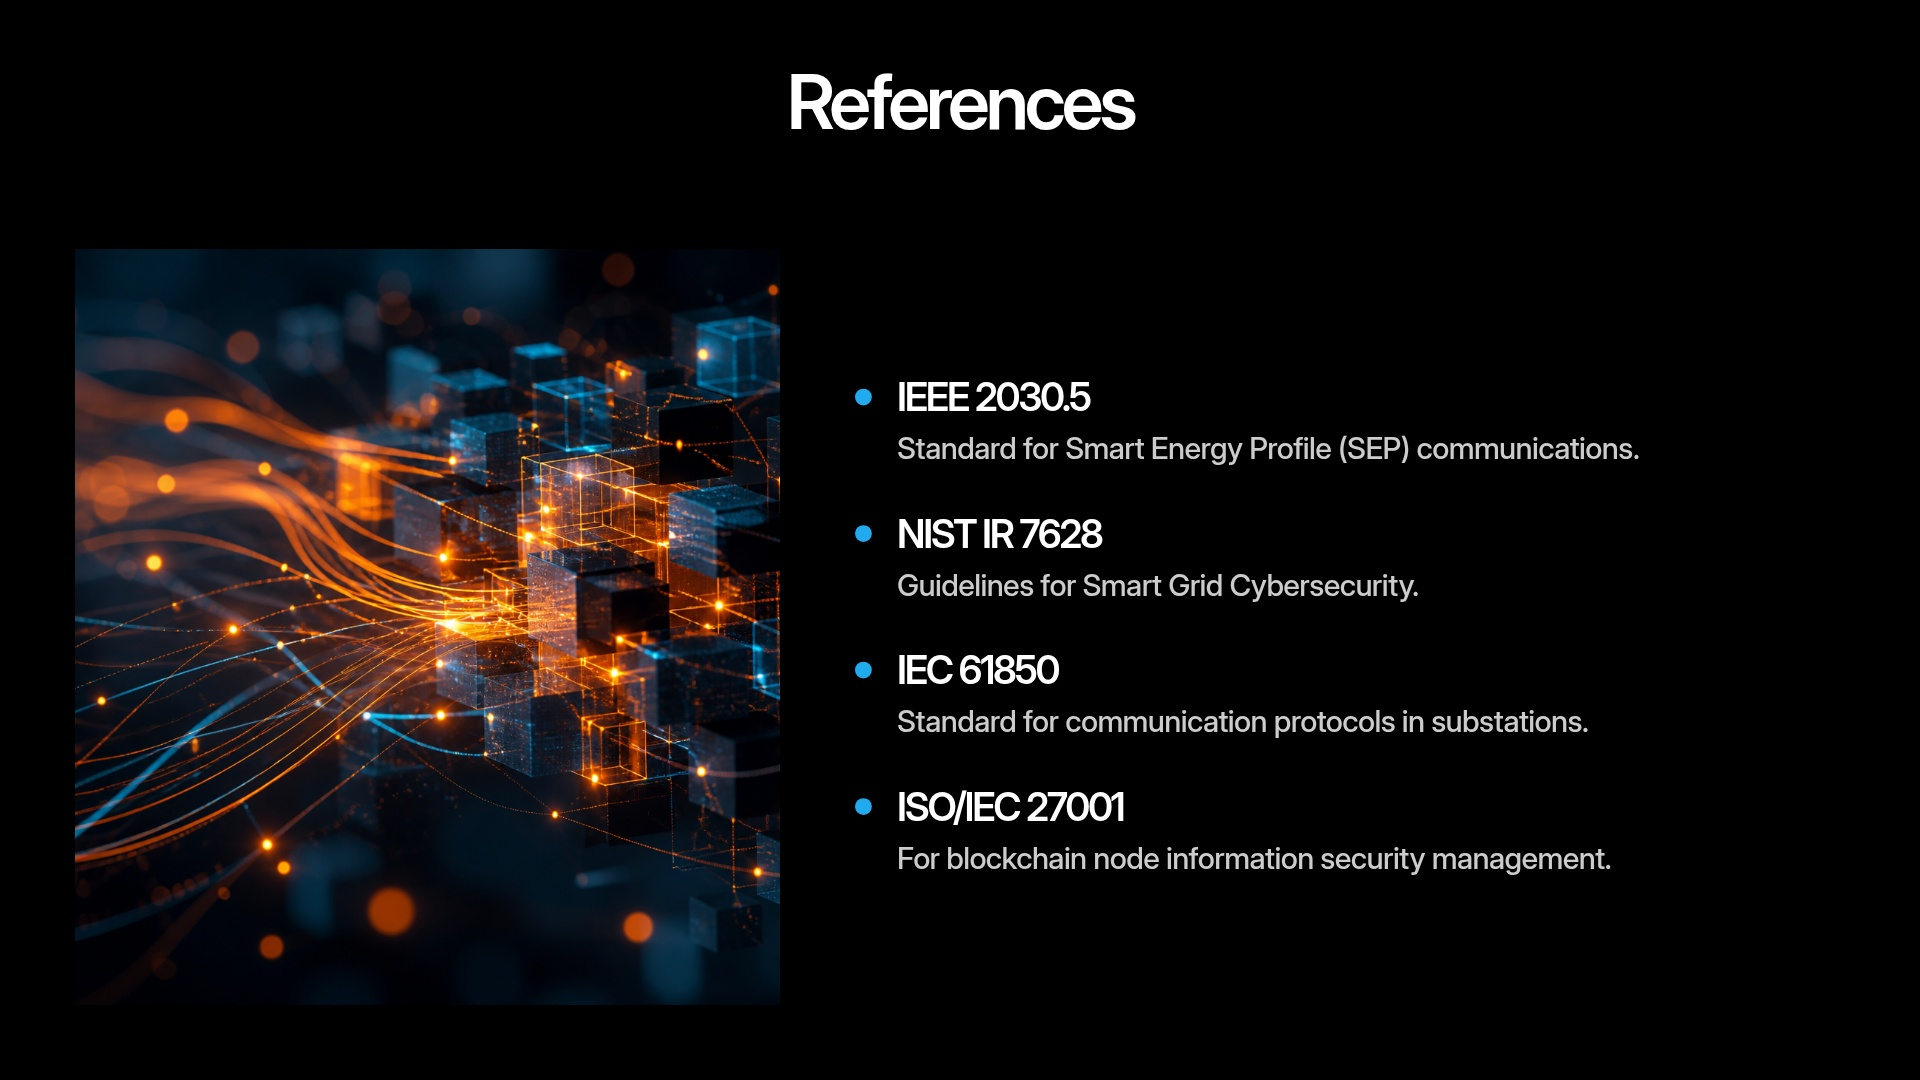 References
IEEE 2030.5
Standard for Smart Energy Profile (SEP) communications.
NIST IR 7628
Guidelines for Smart Grid Cybersecurity.
IEC 61850
Standard for communication protocols in substations.
ISO/IEC 27001
For blockchain node information security management.